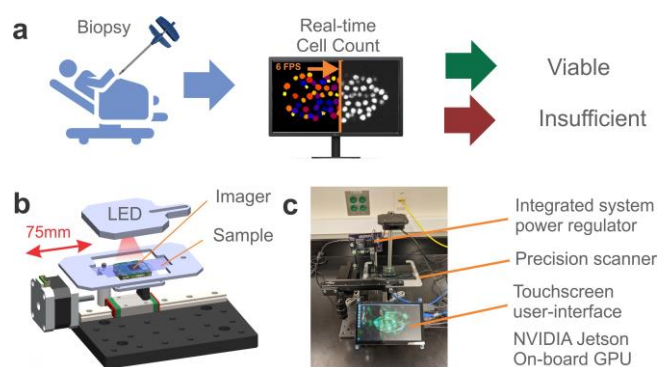 a
Biopsy
Real-time
Cell Count
6 FPS
Viable
Insufficient
b
LED
Imager
Sample
75mm
c
Integrated system
power regulator
Precision scanner
Touchscreen
user-interface
NVIDIA Jetson
On-board GPU